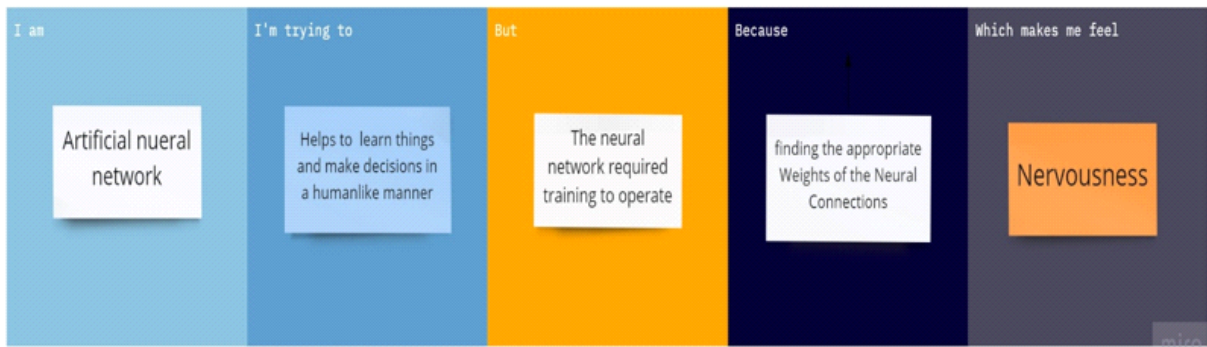 I am
Artificial nueral
network
I'm trying to
Helps to learn things
and make decisions in
a humanlike manner
But
The neural
network required
training to operate
Because
finding the appropriate
Weights of the Neural
Connections
Which makes me feel
Nervousness
miro